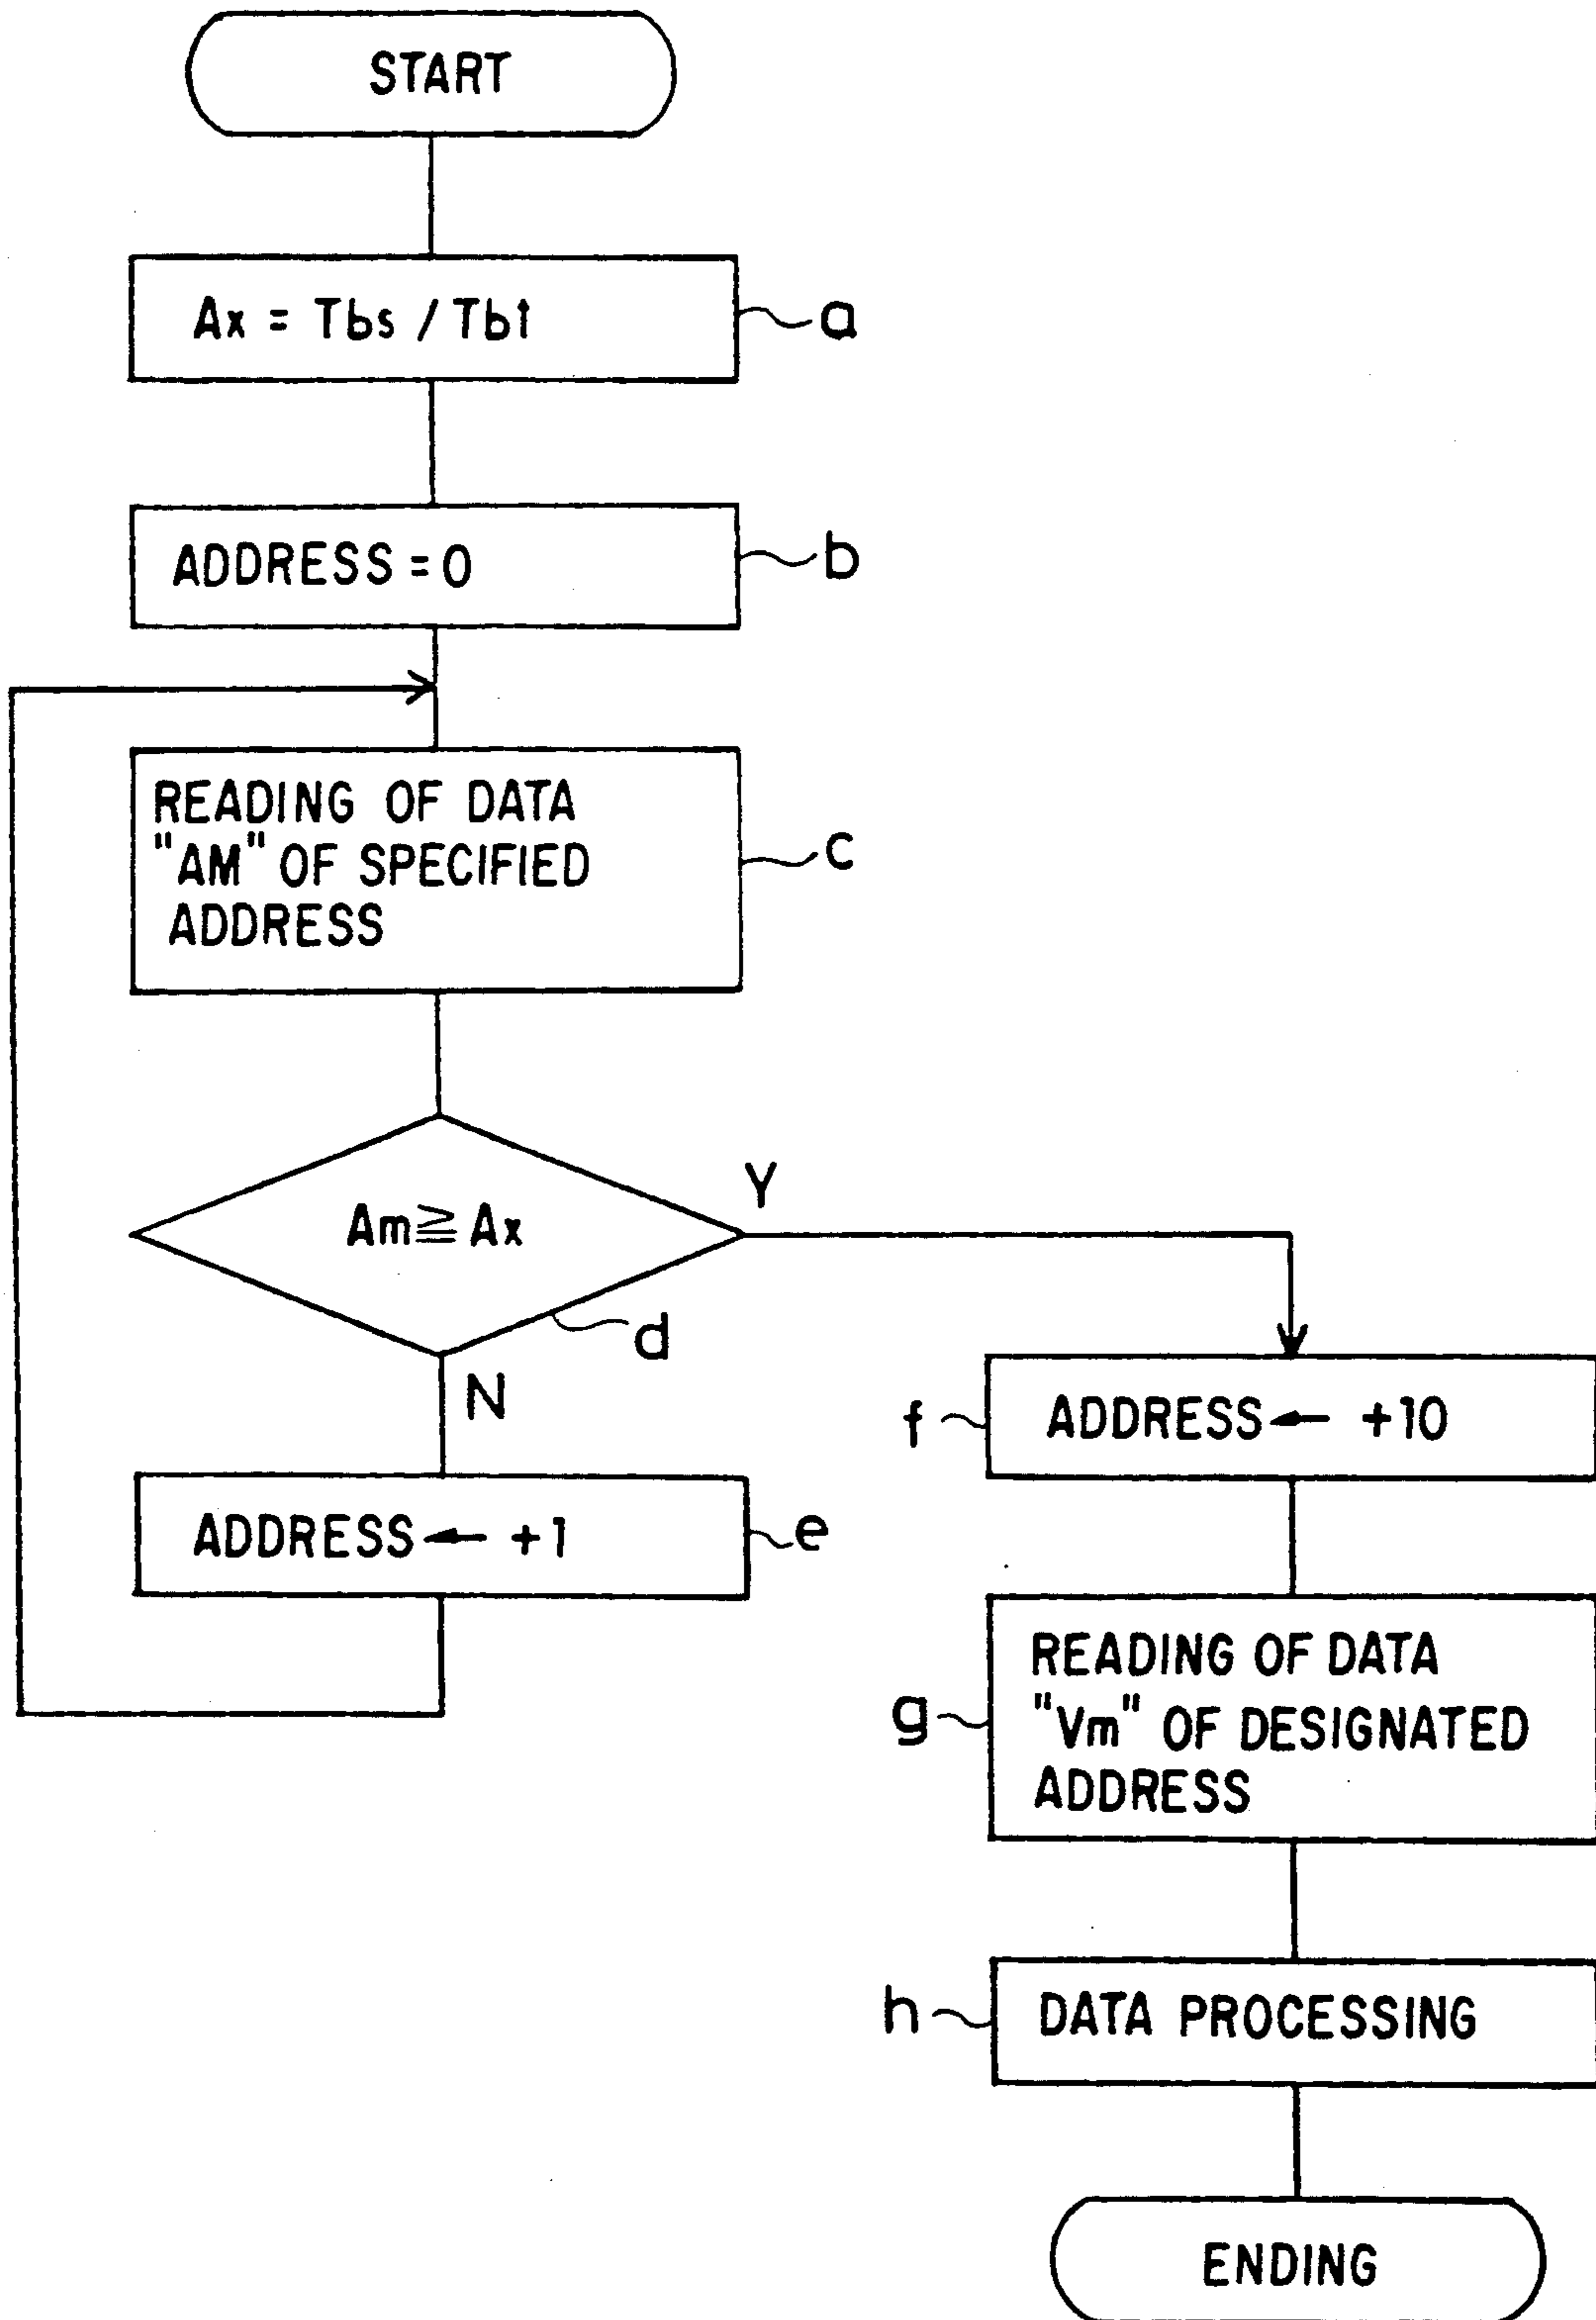 START
Ax = Tbs / Tbt
a
ADDRESS = 0
b
READING OF DATA
"AM" OF SPECIFIED
ADDRESS
c
Am ≧ Ax
Y
d
N
ADDRESS ← +1
e
f
ADDRESS ← +10
READING OF DATA
"Vm" OF DESIGNATED
ADDRESS
g
h
DATA PROCESSING
ENDING